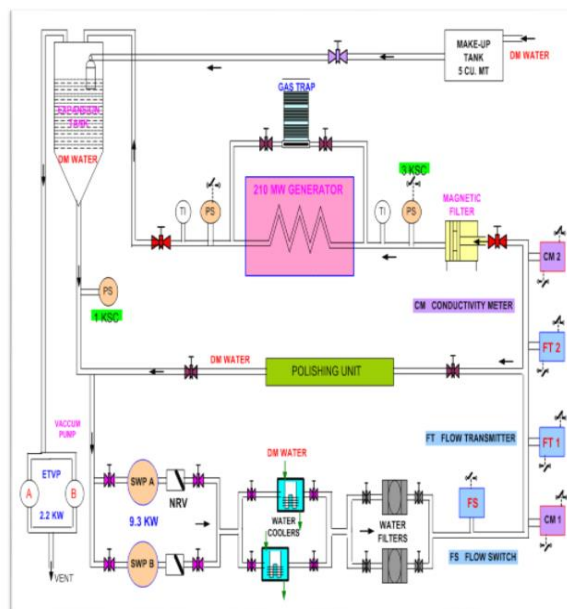 MAKE-UP
TANK
5 CU. MT
DM WATER
GAS TRAP
EXPANSION
TANK
DM WATER
3 KSC
210 MW GENERATOR
MAGNETIC
FILTER
TI
PS
TI
PS
CM 2
PS
1 KSC
CM CONDUCTIVITY METER
FT 2
DM WATER
POLISHING UNIT
VACCUM
PUMP
FT FLOW TRANSMITTER
FT 1
DM WATER
ETVP
A
B
2.2 KW
SWP A
NRV
9.3 KW
WATER
COOLERS
WATER
FILTERS
FS
CM 1
SWP B
FS FLOW SWITCH
VENT